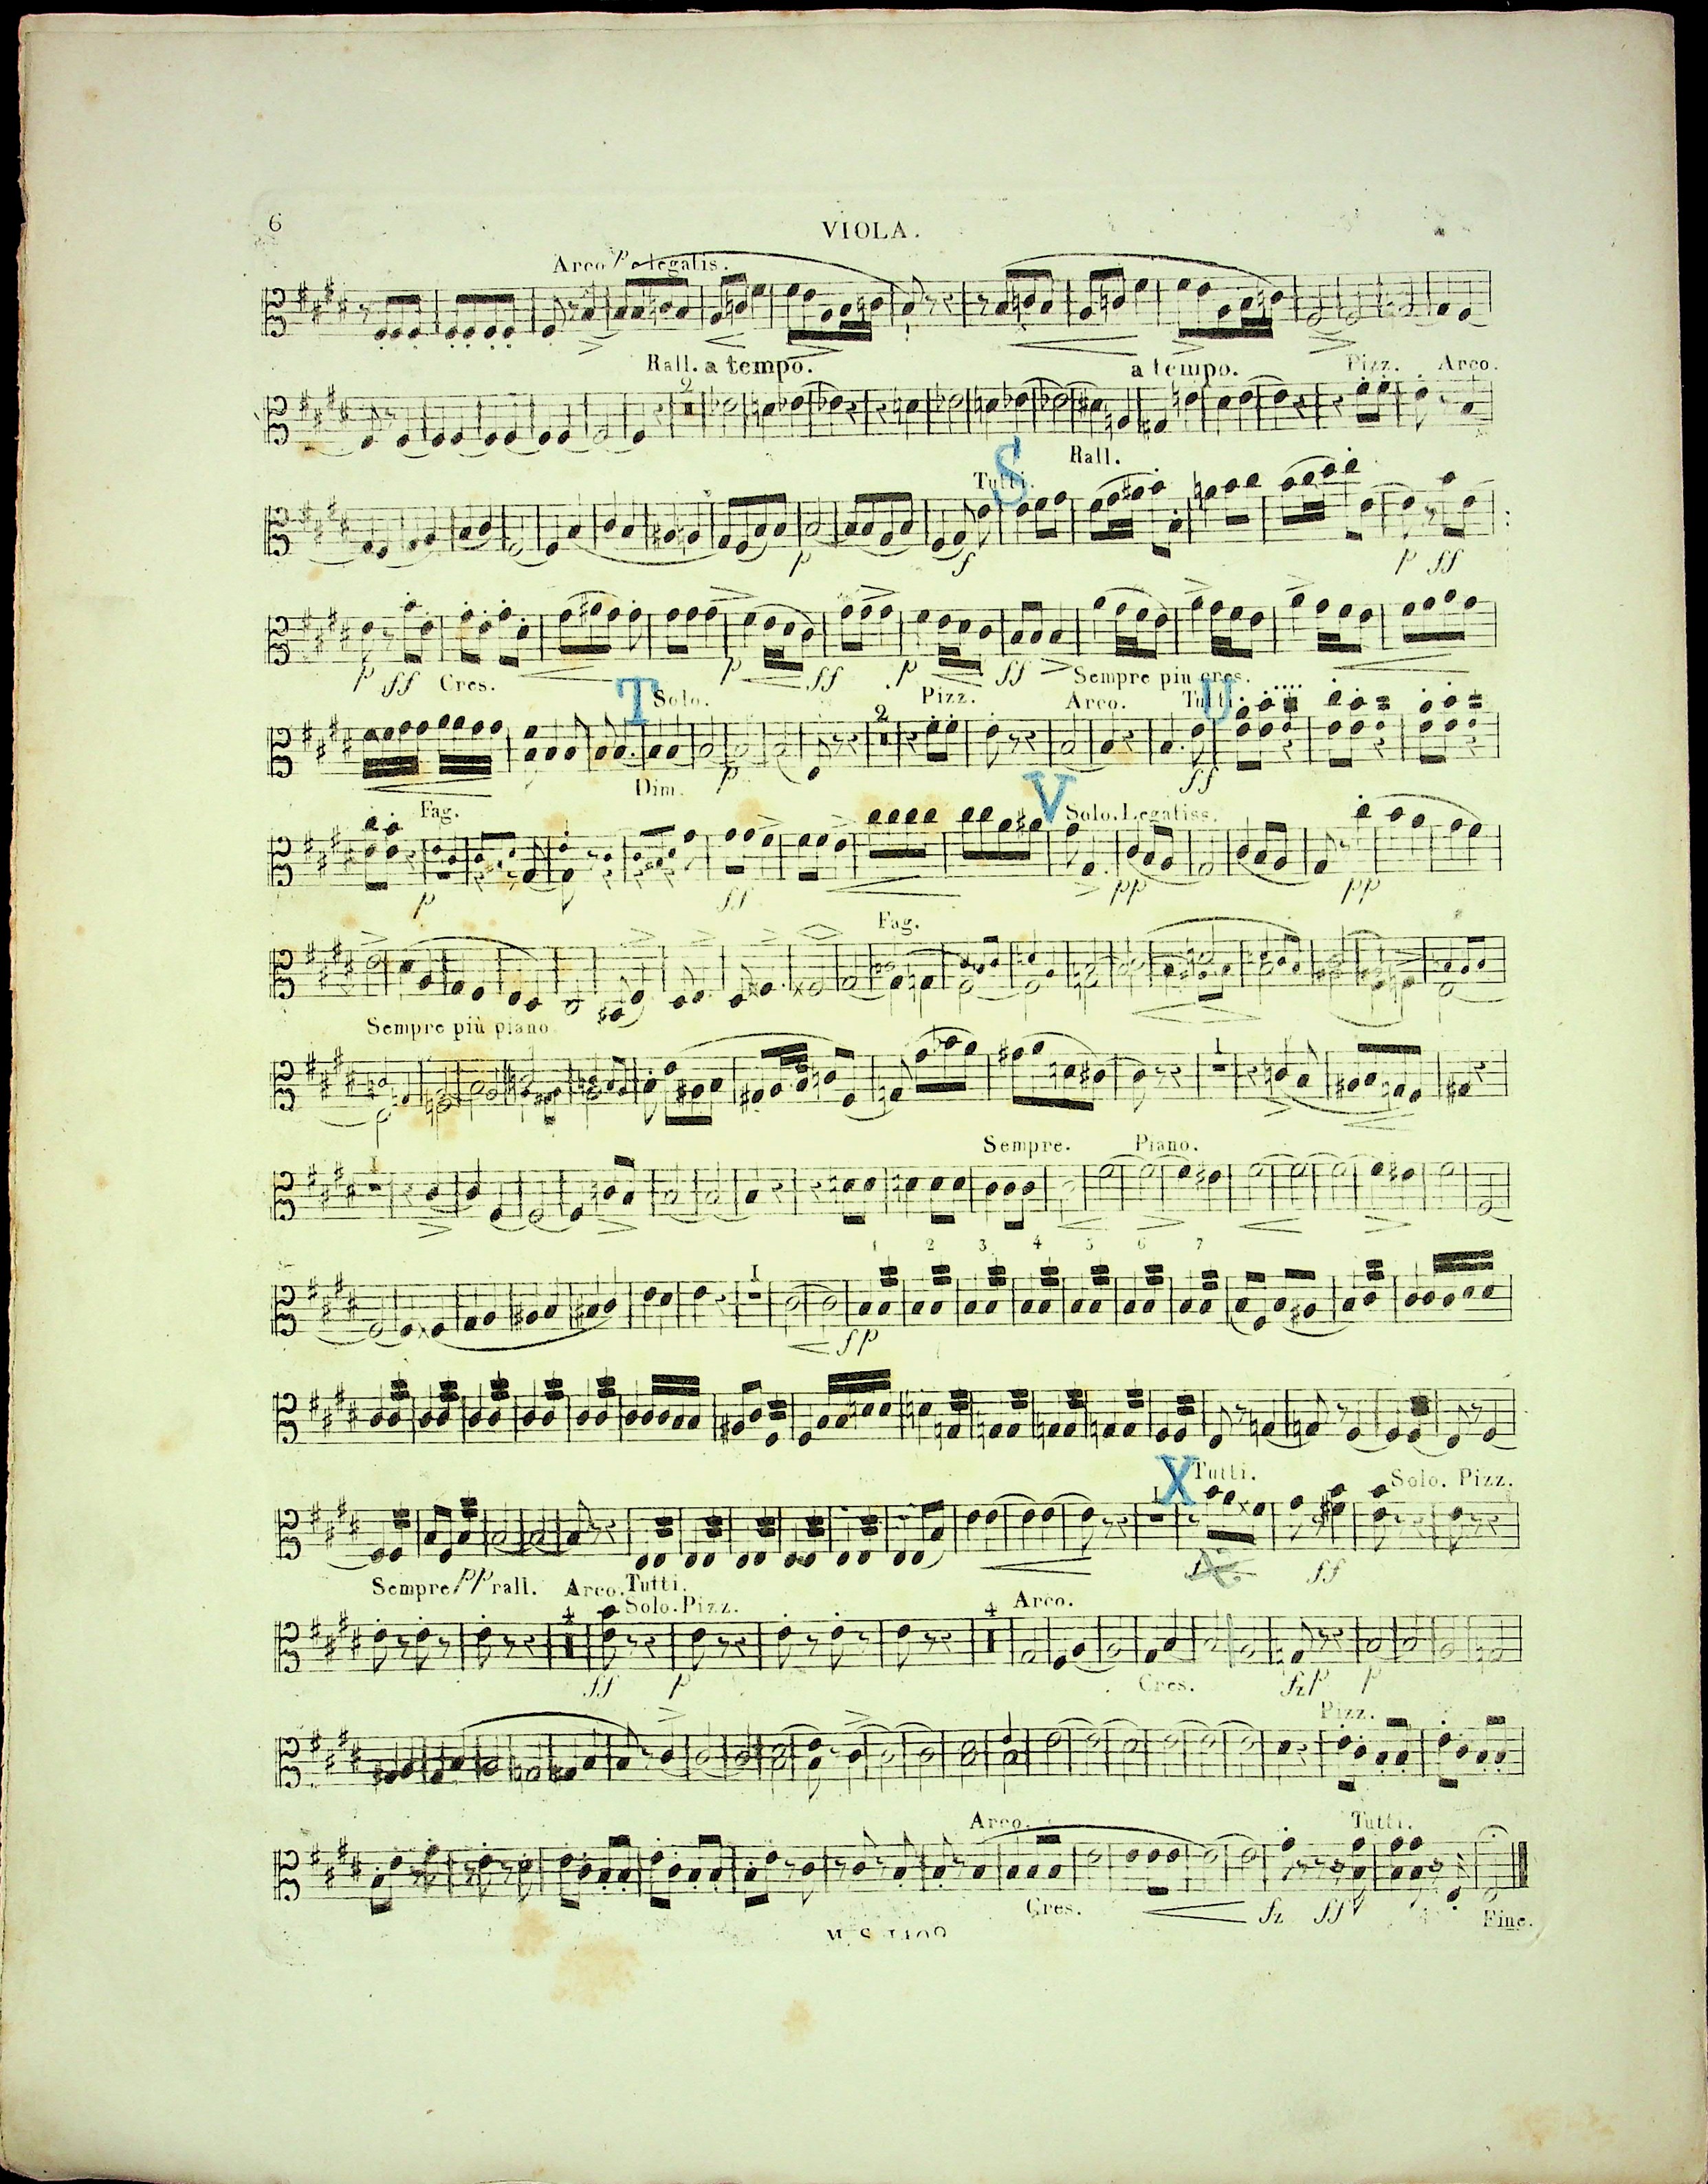 6
VIOLA.
Arco p e legatis.
Rall. a tempo. a tempo. Pizz. Arco.
2
S Rall.
Tutti.
p f p ff
p ff Cres. p ff p ff Sempre piu cres.
T Solo. Pizz. Arco. Tutti U
2
Dim. p ff
Fag. V Solo. Legatiss.
p ff pp pp
Fag.
Sempre più piano
1
Sempre. Piano.
1
1 2 3 4 5 6 7
I
fp
X Tutti. Solo. Pizz.
1
ff
Sempre pp rall. Arco. Tutti.
4 Solo. Pizz. 4 Arco.
ff p Cres. fzp p
Pizz.
Arco. Tutti.
Cres. fz ff Fine.
M. S. 1409